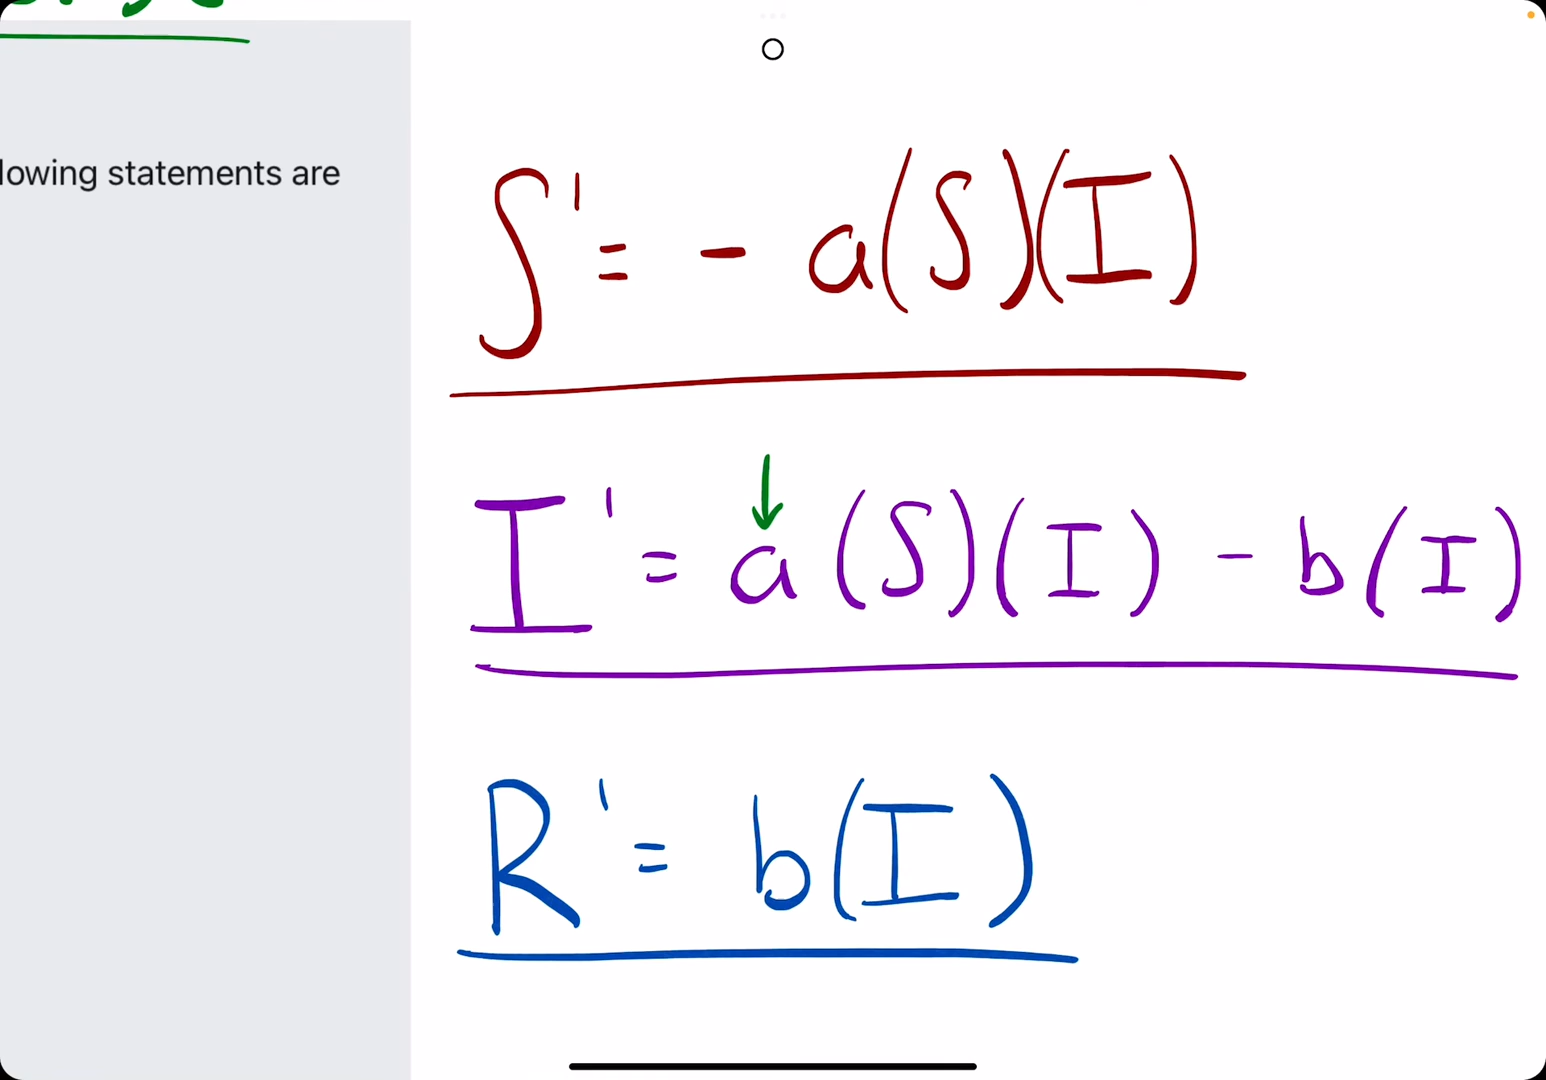 lowing statements are
S' = - a(S)(I)
I' = a(S)(I) - b(I)
R' = b(I)